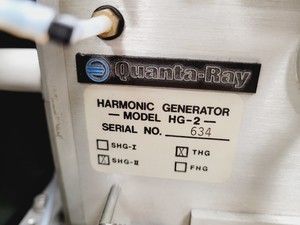 Quanta-Ray
HARMONIC GENERATOR
— MODEL HG-2 —
SERIAL NO. 634
SHG-I
THG
SHG-II
FHG